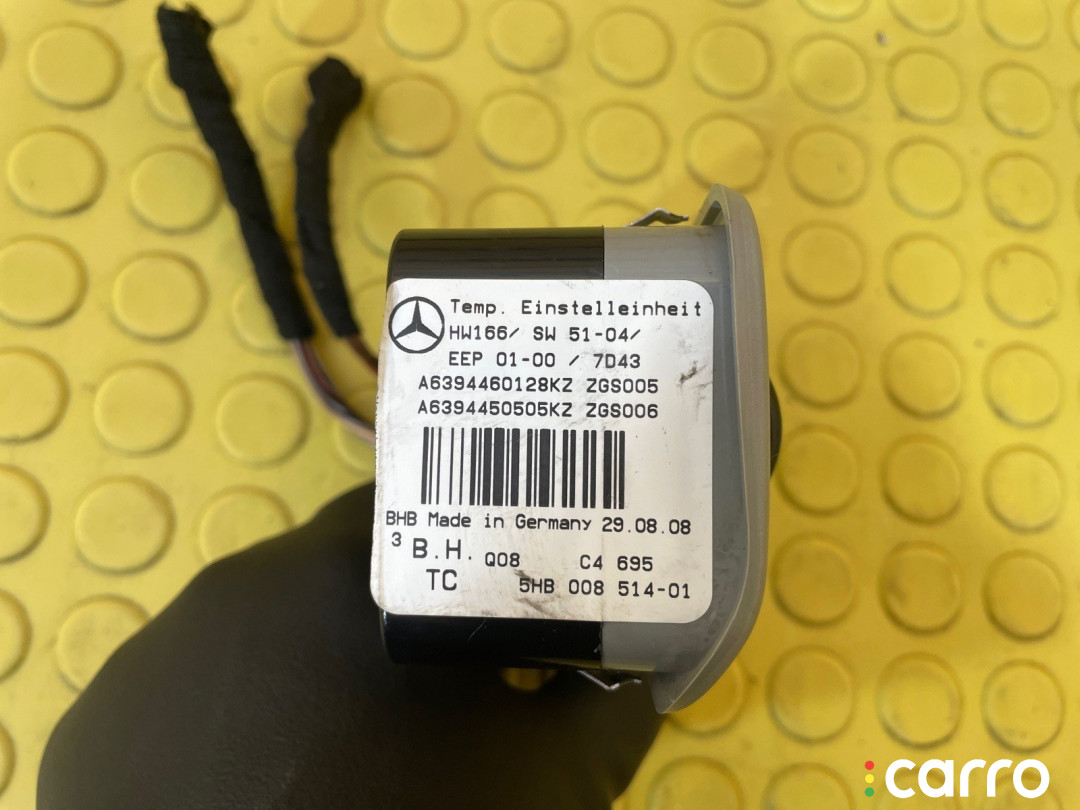 Temp. Einstelleinheit
HW166/ SW 51-04/
EEP 01-00 / 7D43
A6394460128KZ ZGS005
A6394450505KZ ZGS006
BHB Made in Germany 29.08.08
3 B.H. Q08 C4 695
TC 5HB 008 514-01
carro